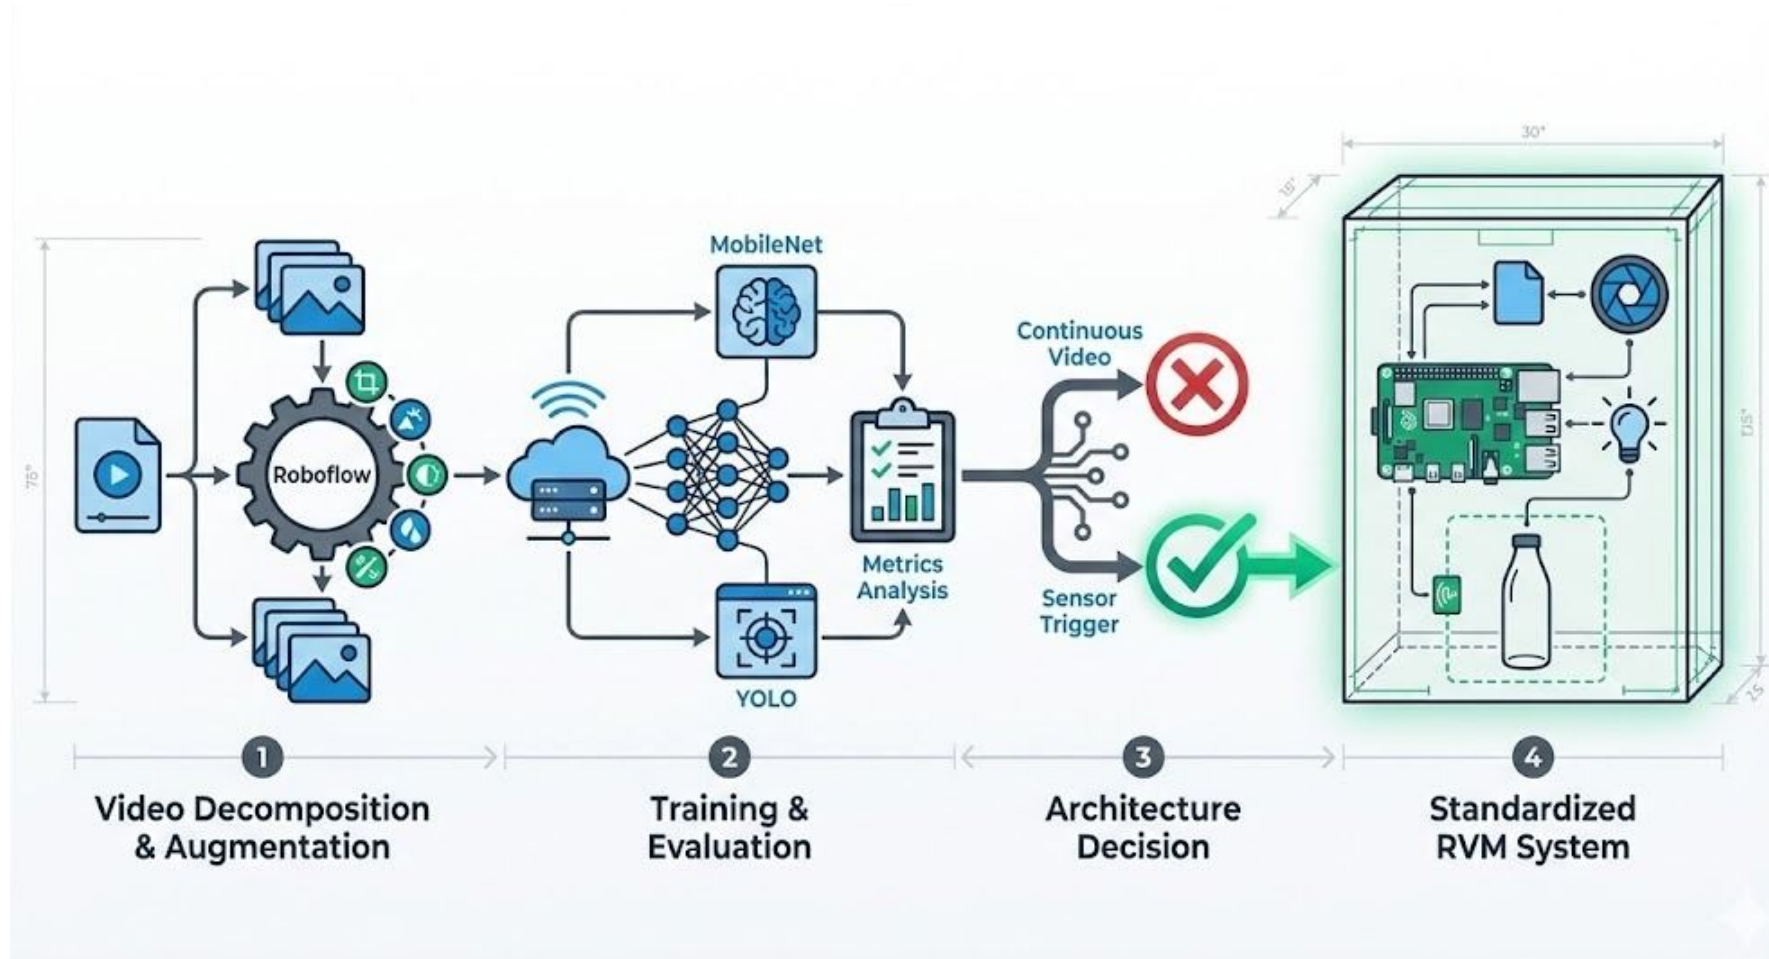 30"
15"
MobileNet
Continuous
Video
Roboflow
Metrics
Analysis
Sensor
Trigger
YOLO
1
2
3
4
Video Decomposition
& Augmentation
Training &
Evaluation
Architecture
Decision
Standardized
RVM System